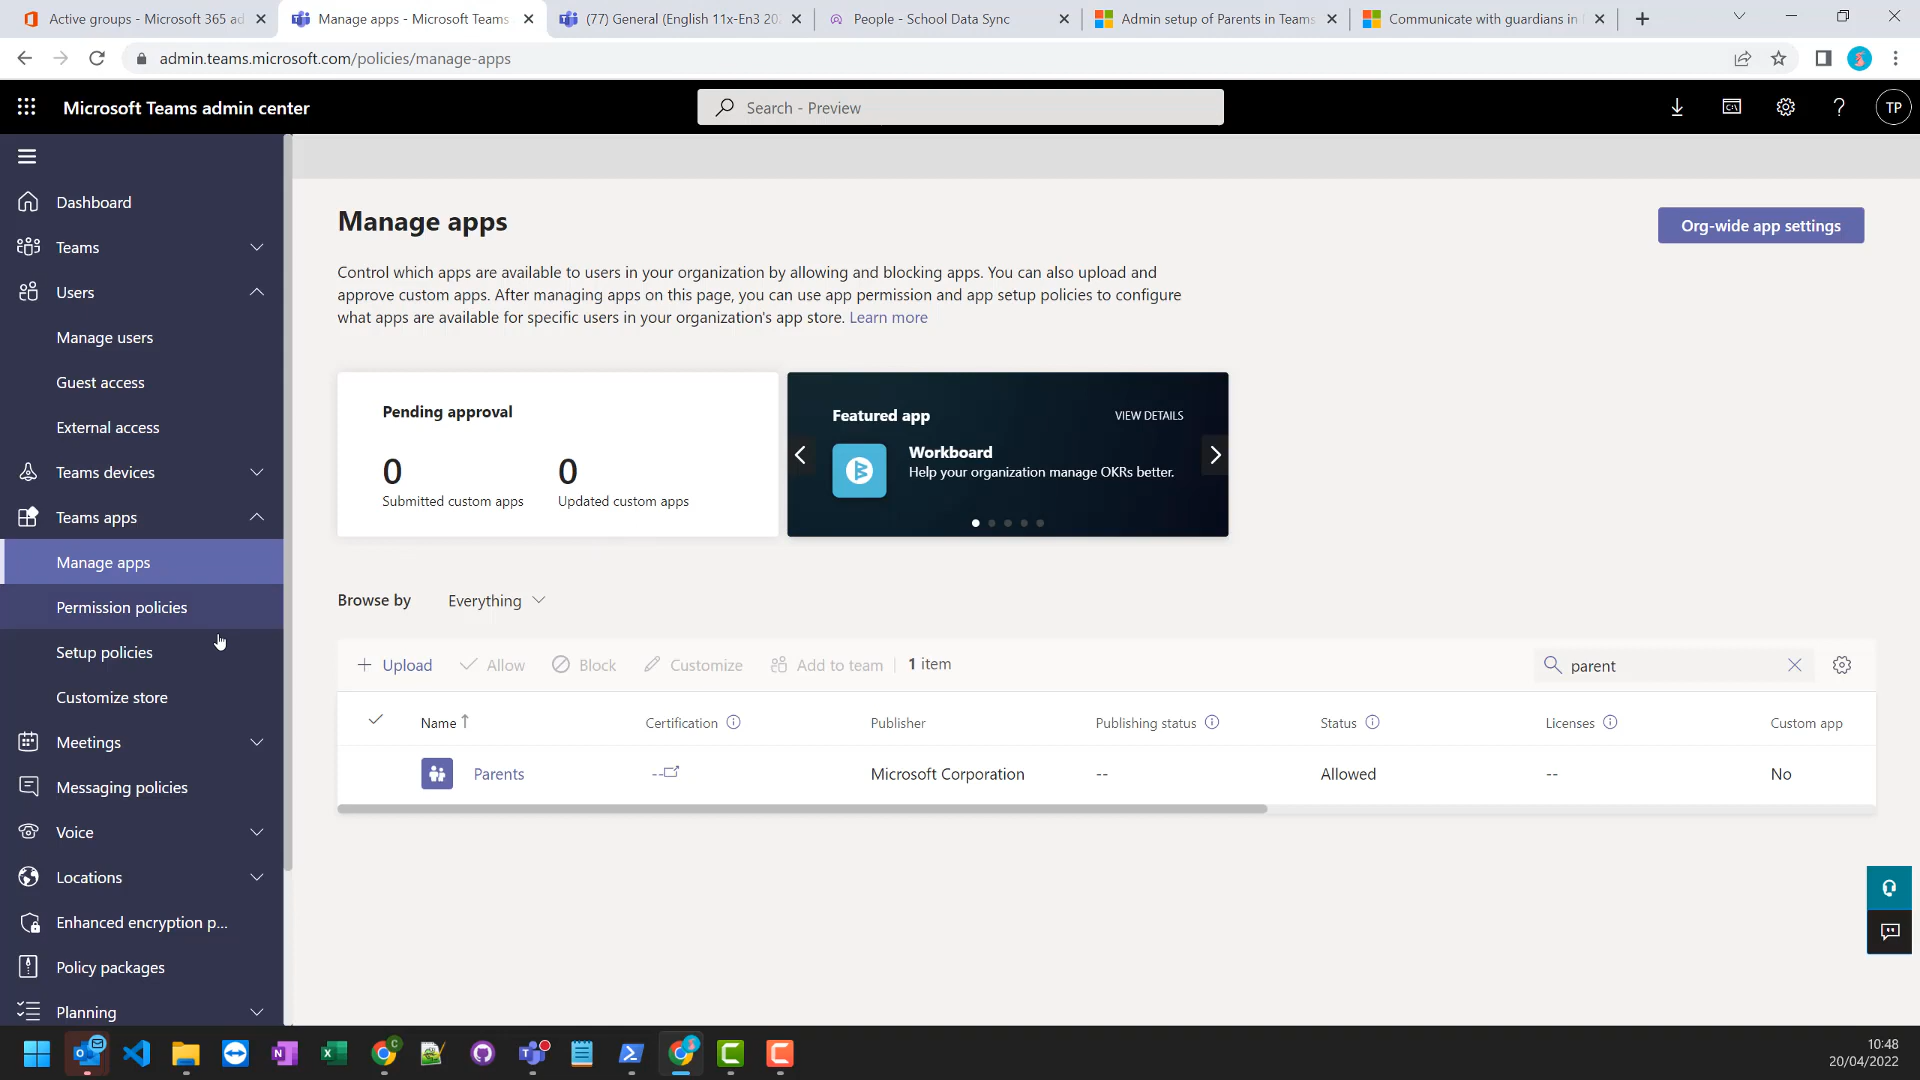 Active groups - Microsoft 365 ad
Manage apps - Microsoft Teams
(77) General (English 11x-En3 202
People - School Data Sync
Admin setup of Parents in Teams
Communicate with guardians in
admin.teams.microsoft.com/policies/manage-apps
Microsoft Teams admin center
Search - Preview
TP
Dashboard
Teams
Users
Manage users
Guest access
External access
Teams devices
Teams apps
Manage apps
Permission policies
Setup policies
Customize store
Meetings
Messaging policies
Voice
Locations
Enhanced encryption p...
Policy packages
Planning
Manage apps
Org-wide app settings
Control which apps are available to users in your organization by allowing and blocking apps. You can also upload and
approve custom apps. After managing apps on this page, you can use app permission and app setup policies to configure
what apps are available for specific users in your organization's app store. Learn more
Pending approval
0 0
Submitted custom apps Updated custom apps
Featured app VIEW DETAILS
Workboard
Help your organization manage OKRs better.
Browse by Everything
Upload Allow Block Customize Add to team 1 item parent
Name Certification Publisher Publishing status Status Licenses Custom app
Parents -- Microsoft Corporation -- Allowed -- No
10:48
20/04/2022